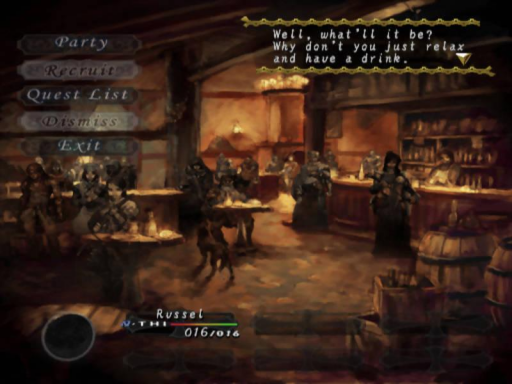 Well, what'll it be?
Why don't you just relax
and have a drink.
Party
Recruit
Quest List
Dismiss
Exit
Russel
N-THI
016/016